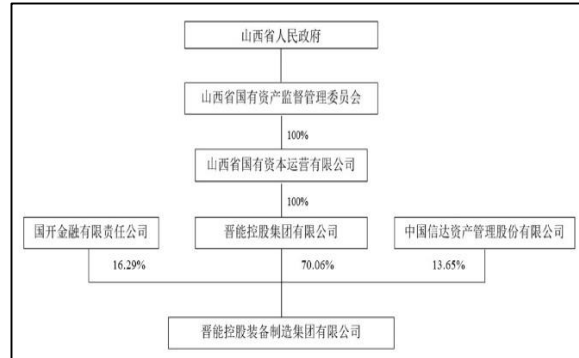 山西省人民政府
山西省国有资产监督管理委员会
100%
山西省国有资本运营有限公司
100%
国开金融有限责任公司
晋能控股集团有限公司
中国信达资产管理股份有限公司
16.29%
70.06%
13.65%
晋能控股装备制造集团有限公司